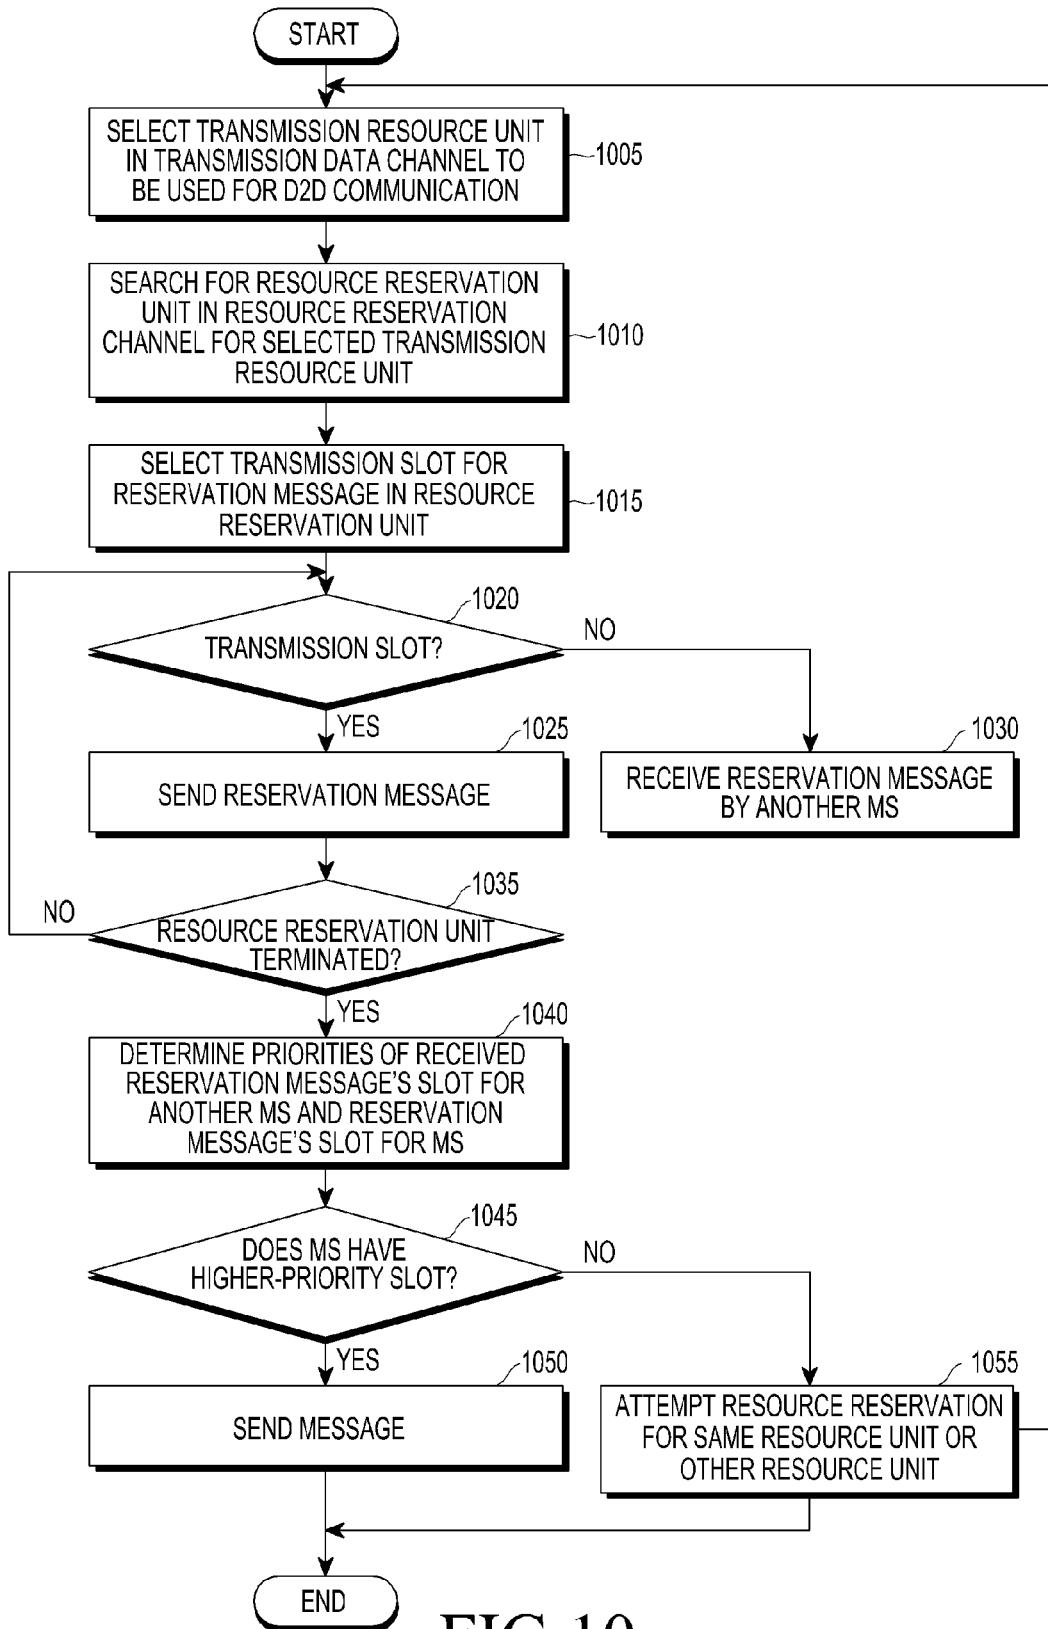 START
SELECT TRANSMISSION RESOURCE UNIT
IN TRANSMISSION DATA CHANNEL TO
BE USED FOR D2D COMMUNICATION
1005
SEARCH FOR RESOURCE RESERVATION
UNIT IN RESOURCE RESERVATION
CHANNEL FOR SELECTED TRANSMISSION
RESOURCE UNIT
1010
SELECT TRANSMISSION SLOT FOR
RESERVATION MESSAGE IN RESOURCE
RESERVATION UNIT
1015
1020
TRANSMISSION SLOT?
NO
YES
1025
SEND RESERVATION MESSAGE
1030
RECEIVE RESERVATION MESSAGE
BY ANOTHER MS
1035
NO
RESOURCE RESERVATION UNIT
TERMINATED?
YES
1040
DETERMINE PRIORITIES OF RECEIVED
RESERVATION MESSAGE'S SLOT FOR
ANOTHER MS AND RESERVATION
MESSAGE'S SLOT FOR MS
1045
DOES MS HAVE
HIGHER-PRIORITY SLOT?
NO
YES
1050
SEND MESSAGE
1055
ATTEMPT RESOURCE RESERVATION
FOR SAME RESOURCE UNIT OR
OTHER RESOURCE UNIT
END
FIG.10